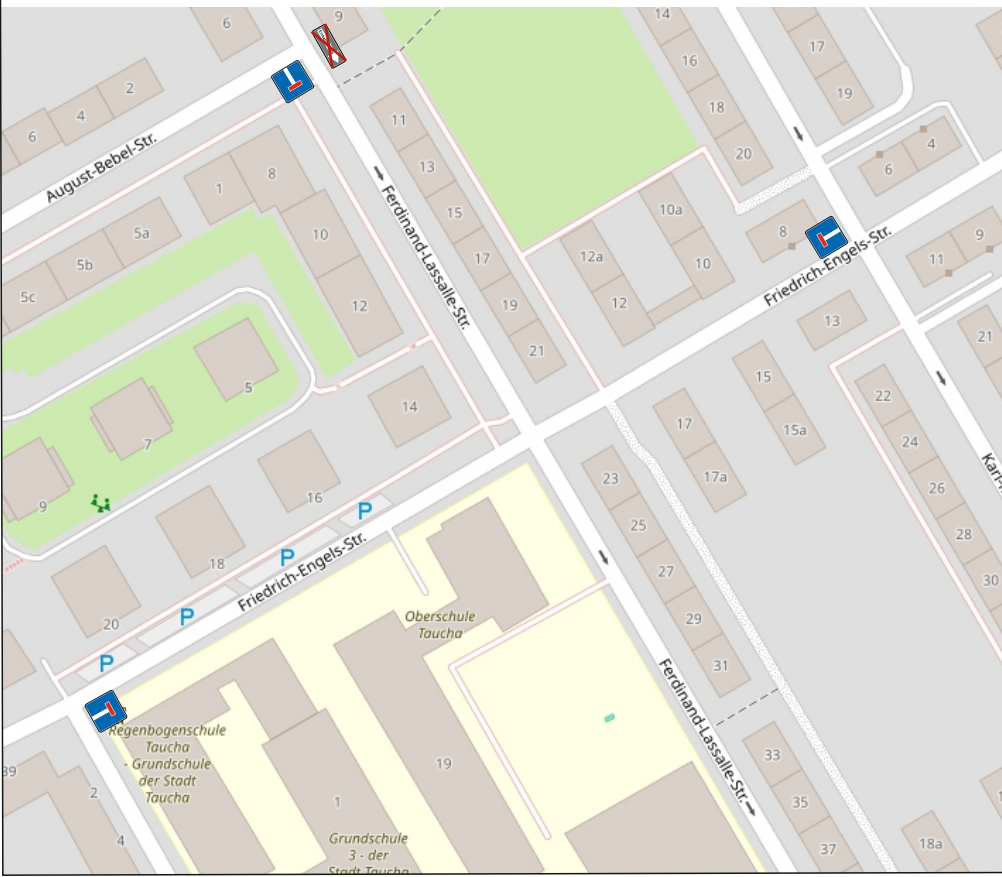 6
9
14
17
16
2
19
4
6
11
18
August-Bebel-Str.
13
20
4
8
6
1
10a
15
5a
10
8
9
Ferdinand-Lassalle-Str.
17
12a
11
5b
10
Friedrich-Engels-Str.
5c
12
19
12
13
21
21
15
5
22
14
17
15a
7
24
23
17a
16
26
9
P
Karl-
25
28
P
18
Friedrich-Engels-Str.
27
30
P
Oberschule
Taucha
29
20
P
31
Regenbogenschule
Taucha
- Grundschule
der Stadt
Taucha
Ferdinand-Lassalle-Str.
33
39
19
2
1
35
4
Grundschule
3 - der
Stadt Taucha
37
18a